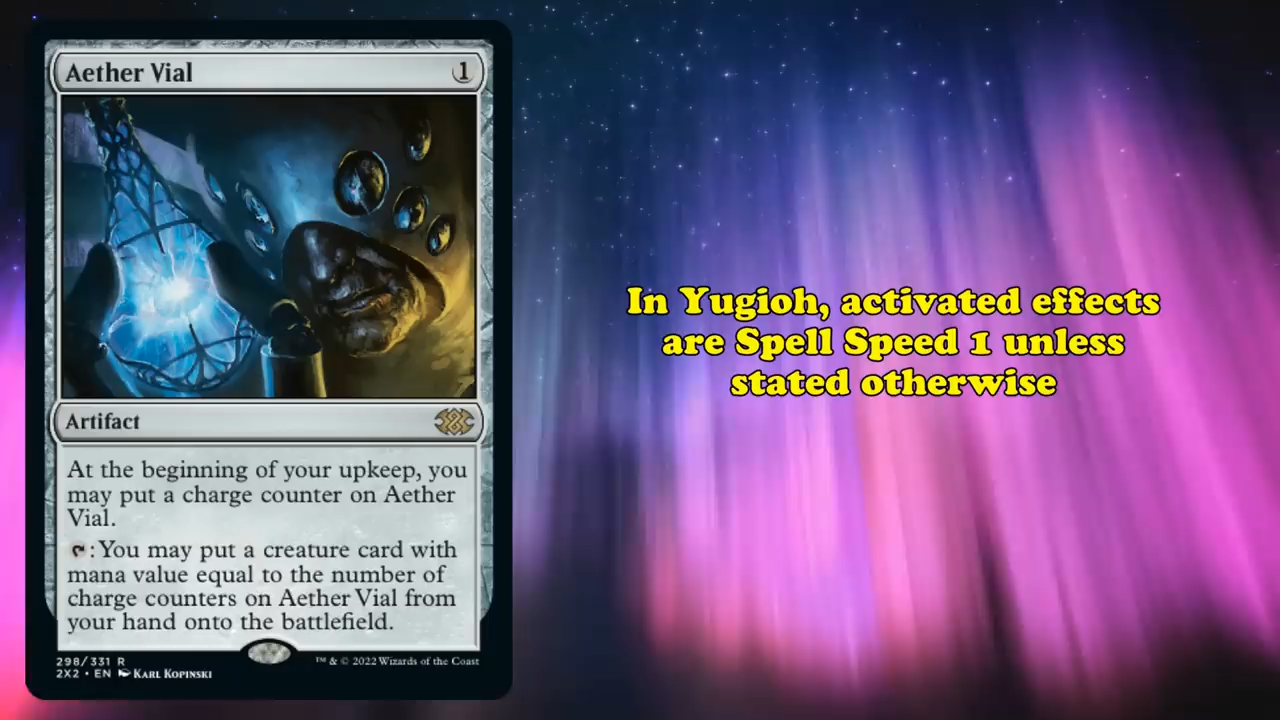 Aether Vial 1
Artifact
At the beginning of your upkeep, you
may put a charge counter on Aether
Vial.
:You may put a creature card with
mana value equal to the number of
charge counters on Aether Vial from
your hand onto the battlefield.
298/331 R
2X2 • EN Karl Kopinski
™ & © 2022 Wizards of the Coast
In Yugioh, activated effects
are Spell Speed 1 unless
stated otherwise